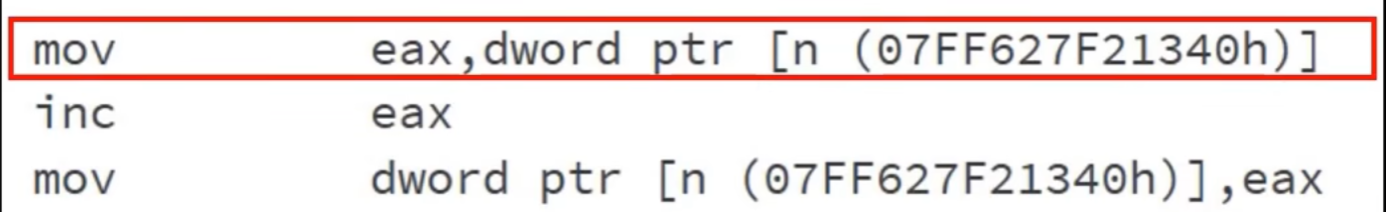 mov eax,dword ptr [n (07FF627F21340h)]
inc eax
mov dword ptr [n (07FF627F21340h)],eax